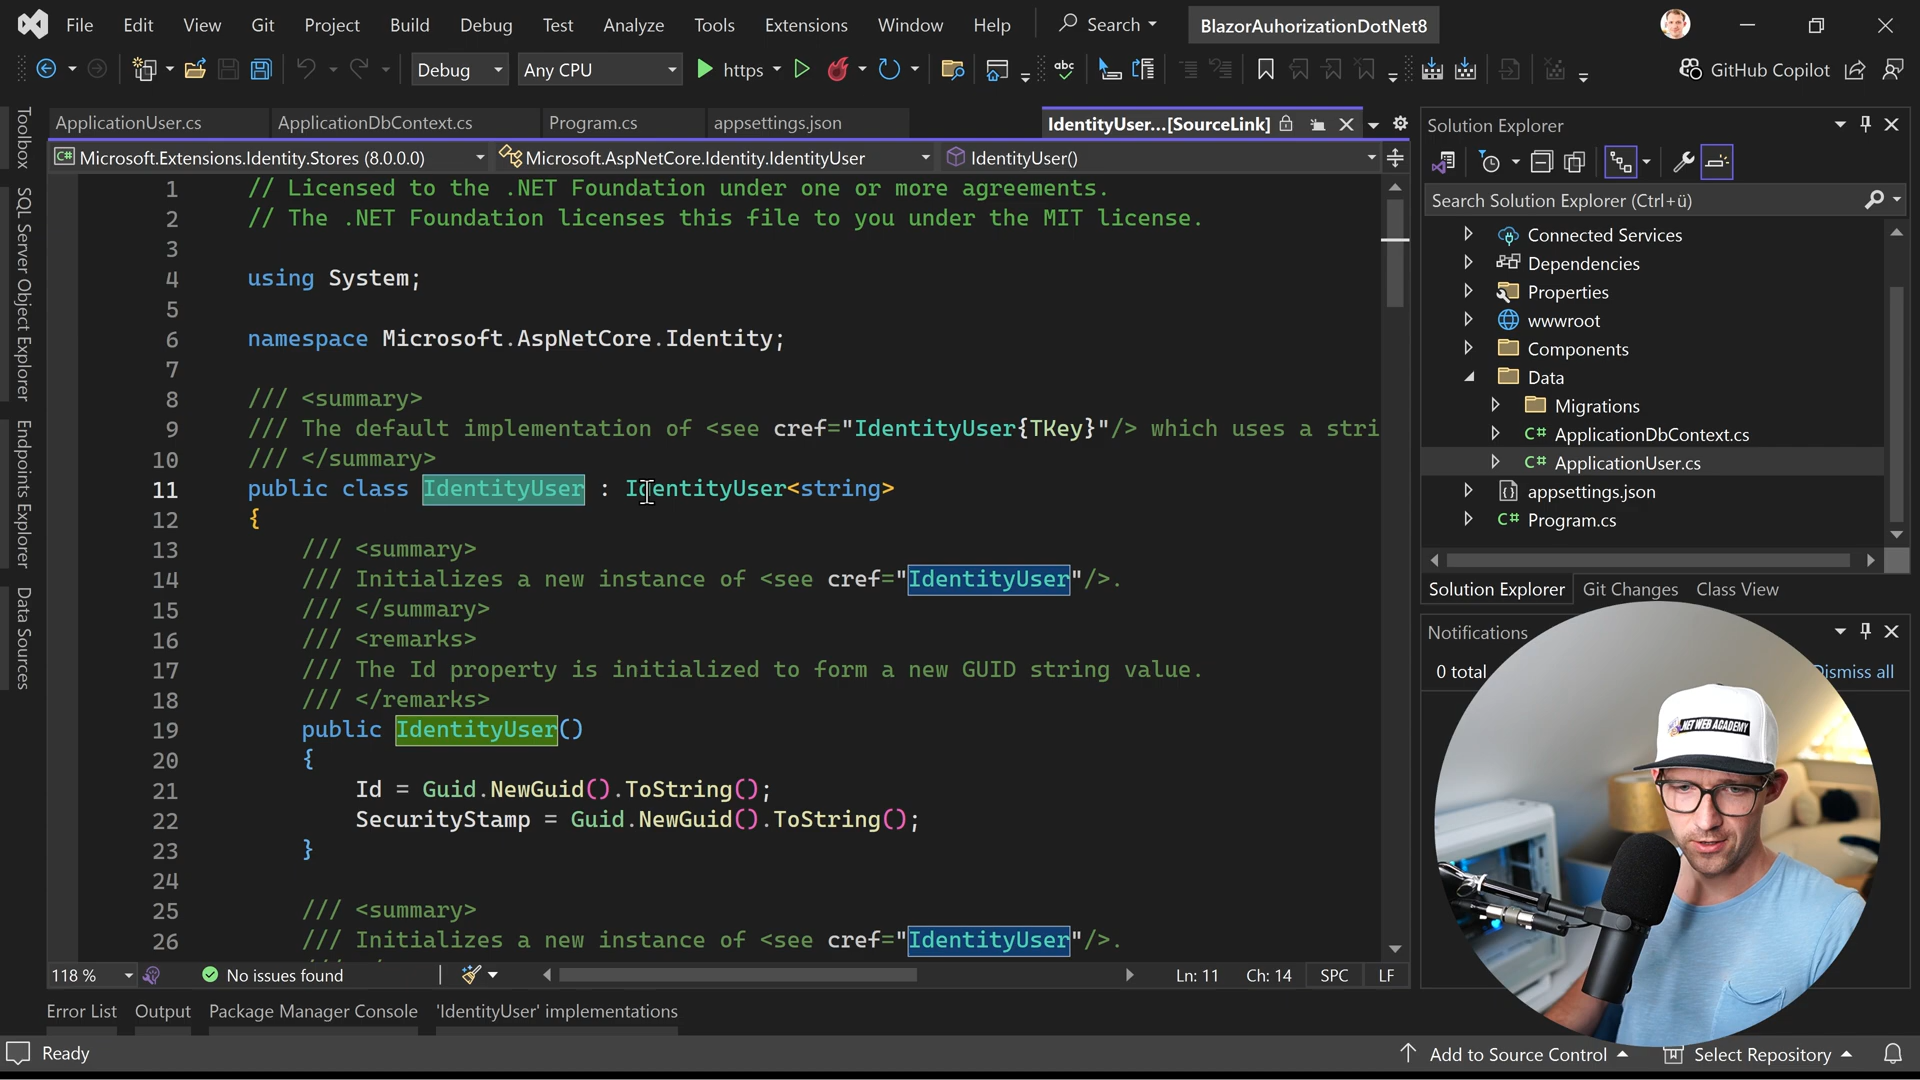 File Edit View Git Project Build Debug Test Analyze Tools Extensions Window Help Search BlazorAuhorizationDotNet8
Debug Any CPU https abc GitHub Copilot
Toolbox
SQL Server Object Explorer
Endpoints Explorer
Data Sources
ApplicationUser.cs ApplicationDbContext.cs Program.cs appsettings.json IdentityUser...[SourceLink]
Microsoft.Extensions.Identity.Stores (8.0.0.0) Microsoft.AspNetCore.Identity.IdentityUser IdentityUser()
1 // Licensed to the .NET Foundation under one or more agreements.
2 // The .NET Foundation licenses this file to you under the MIT license.
3
4 using System;
5
6 namespace Microsoft.AspNetCore.Identity;
7
8 /// <summary>
9 /// The default implementation of <see cref="IdentityUser{TKey}"/> which uses a stri
10 /// </summary>
11 public class IdentityUser : IdentityUser<string>
12 {
13 /// <summary>
14 /// Initializes a new instance of <see cref="IdentityUser"/>.
15 /// </summary>
16 /// <remarks>
17 /// The Id property is initialized to form a new GUID string value.
18 /// </remarks>
19 public IdentityUser()
20 {
21 Id = Guid.NewGuid().ToString();
22 SecurityStamp = Guid.NewGuid().ToString();
23 }
24
25 /// <summary>
26 /// Initializes a new instance of <see cref="IdentityUser"/>.
118 % No issues found Ln: 11 Ch: 14 SPC LF
Error List Output Package Manager Console 'IdentityUser' implementations
Solution Explorer
Search Solution Explorer (Ctrl+ü)
Connected Services
Dependencies
Properties
wwwroot
Components
Data
Migrations
C# ApplicationDbContext.cs
C# ApplicationUser.cs
appsettings.json
C# Program.cs
Solution Explorer Git Changes Class View
Notifications
0 total Dismiss all
.NET WEB ACADEMY
Ready Add to Source Control Select Repository